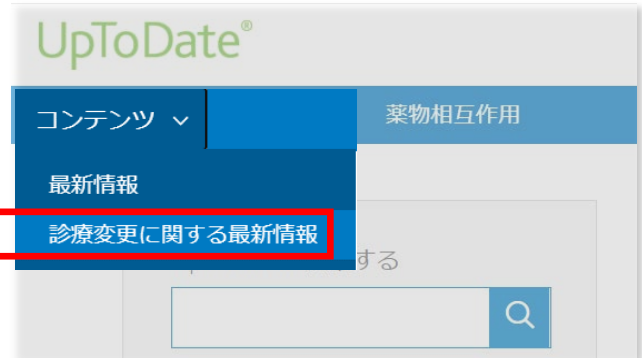 UpToDate®
コンテンツ
薬物相互作用
最新情報
診療変更に関する最新情報
する